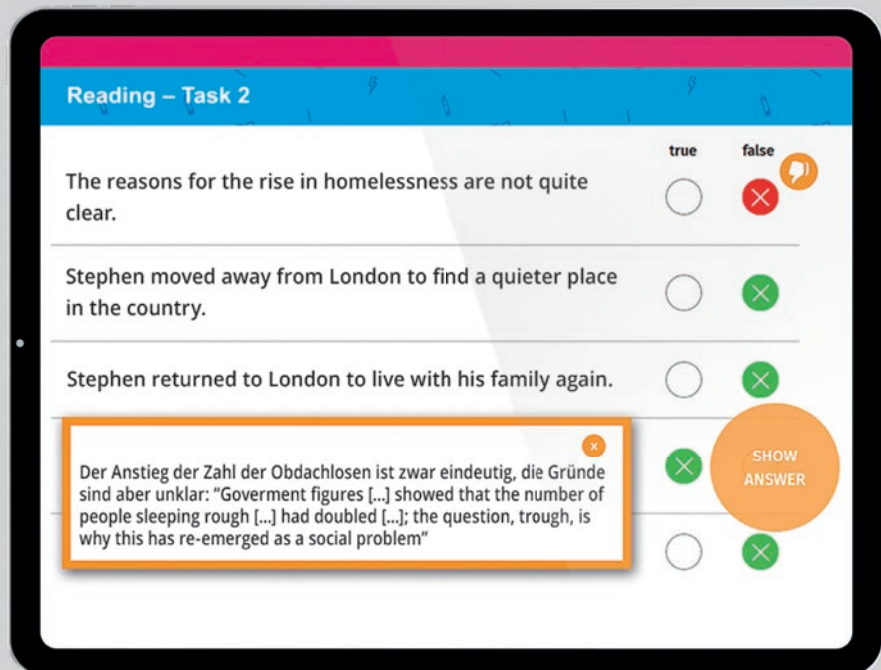 Reading – Task 2
true
false
The reasons for the rise in homelessness are not quite
clear.
Stephen moved away from London to find a quieter place
in the country.
Stephen returned to London to live with his family again.
Der Anstieg der Zahl der Obdachlosen ist zwar eindeutig, die Gründe
sind aber unklar: “Goverment figures [...] showed that the number of
people sleeping rough [...] had doubled [...]; the question, trough, is
why this has re-emerged as a social problem”
SHOW
ANSWER